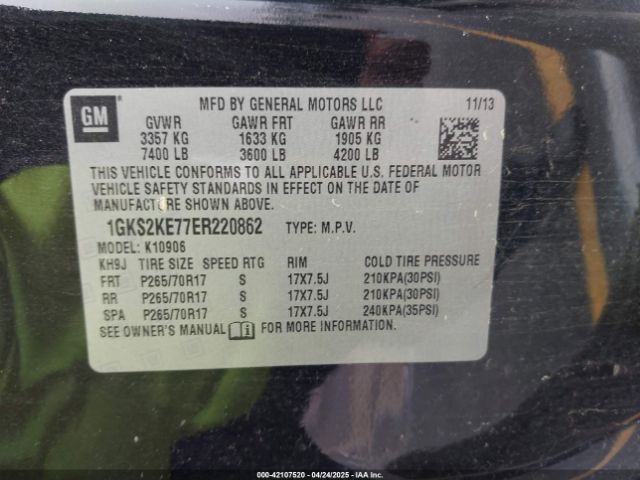 GM
MFD BY GENERAL MOTORS LLC 11/13
GVWR GAWR FRT GAWR RR
3357 KG 1633 KG 1905 KG
7400 LB 3600 LB 4200 LB
THIS VEHICLE CONFORMS TO ALL APPLICABLE U.S. FEDERAL MOTOR
VEHICLE SAFETY STANDARDS IN EFFECT ON THE DATE OF
MANUFACTURE SHOWN ABOVE.
1GKS2KE77ER220862 TYPE: M.P.V.
MODEL: K10906
KH9J TIRE SIZE SPEED RTG RIM COLD TIRE PRESSURE
FRT P265/70R17 S 17X7.5J 210KPA(30PSI)
RR P265/70R17 S 17X7.5J 210KPA(30PSI)
SPA P265/70R17 S 17X7.5J 240KPA(35PSI)
SEE OWNER'S MANUAL FOR MORE INFORMATION.
000-42107520 - 04/24/2025 - IAAI.COM